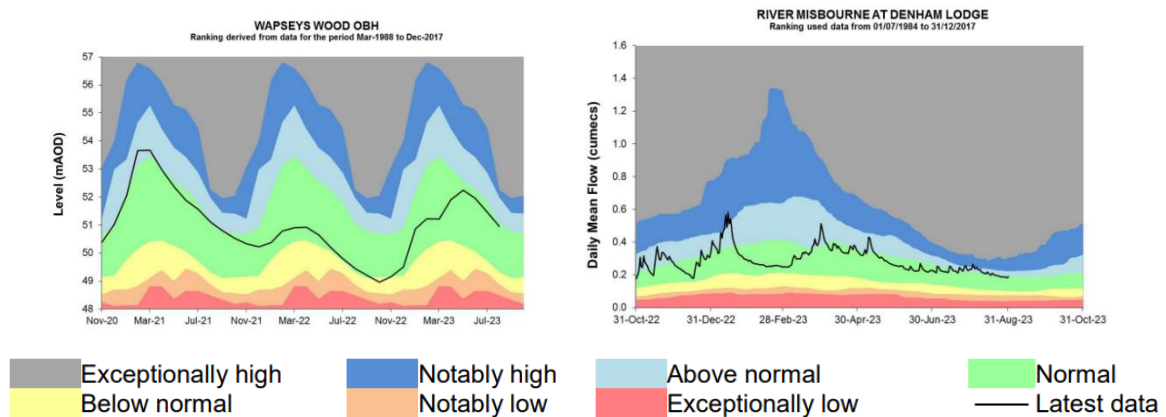 WAPSEYS WOOD OBH
Ranking derived from data for the period Mar-1988 to Dec-2017
57
56
55
54
53
52
51
50
49
48
Level (mAOD)
Nov-20 Mar-21 Jul-21 Nov-21 Mar-22 Jul-22 Nov-22 Mar-23 Jul-23
RIVER MISBOURNE AT DENHAM LODGE
Ranking used data from 01/07/1984 to 31/12/2017
1.6
1.4
1.2
1.0
0.8
0.6
0.4
0.2
0.0
Daily Mean Flow (cumecs)
31-Oct-22 31-Dec-22 28-Feb-23 30-Apr-23 30-Jun-23 31-Aug-23 31-Oct-23
Exceptionally high Notably high Above normal Normal
Below normal Notably low Exceptionally low Latest data